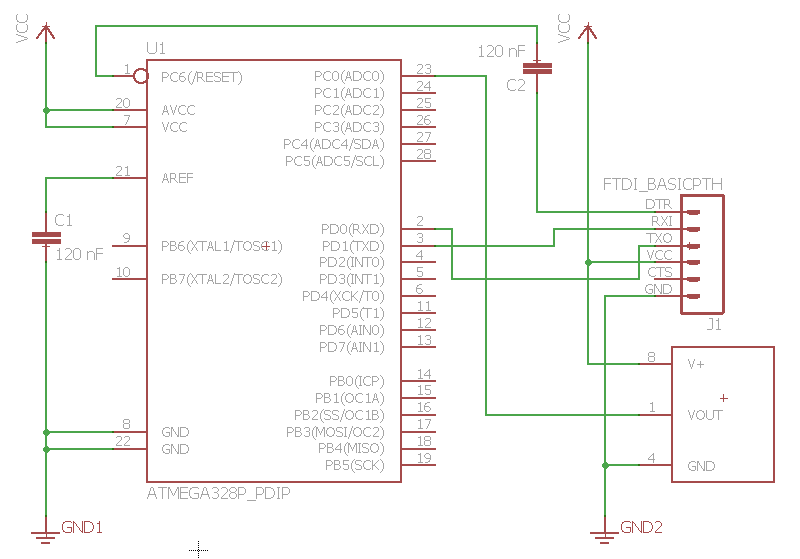 VCC
VCC
120 nF
C2
U1
1
PC6(/RESET)
20
AVCC
7
VCC
21
AREF
C1
120 nF
9
PB6(XTAL1/TOSC1)
10
PB7(XTAL2/TOSC2)
8
GND
22
GND
PC0(ADC0)
23
PC1(ADC1)
24
PC2(ADC2)
25
PC3(ADC3)
26
PC4(ADC4/SDA)
27
PC5(ADC5/SCL)
28
PD0(RXD)
2
PD1(TXD)
3
PD2(INT0)
4
PD3(INT1)
5
PD4(XCK/T0)
6
PD5(T1)
11
PD6(AIN0)
12
PD7(AIN1)
13
PB0(ICP)
14
PB1(OC1A)
15
PB2(SS/OC1B)
16
PB3(MOSI/OC2)
17
PB4(MISO)
18
PB5(SCK)
19
ATMEGA328P_PDIP
FTDI_BASICPTH
DTR
RXI
TXO
VCC
CTS
GND
J1
8
V+
1
VOUT
4
GND
GND1
GND2